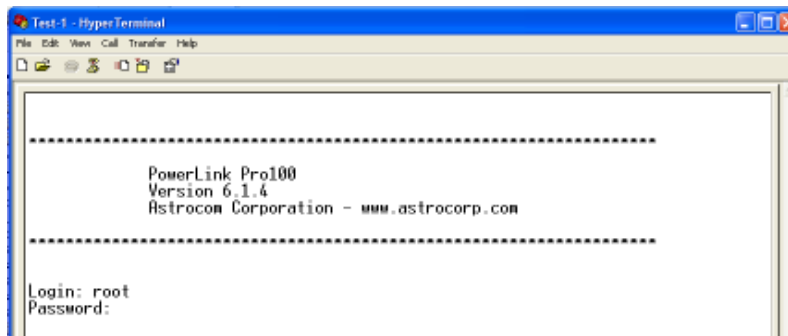 Test-1 - HyperTerminal
File Edit View Call Transfer Help
PowerLink Pro100
Version 6.1.4
Astrocom Corporation - www.astrocorp.com
Login: root
Password: